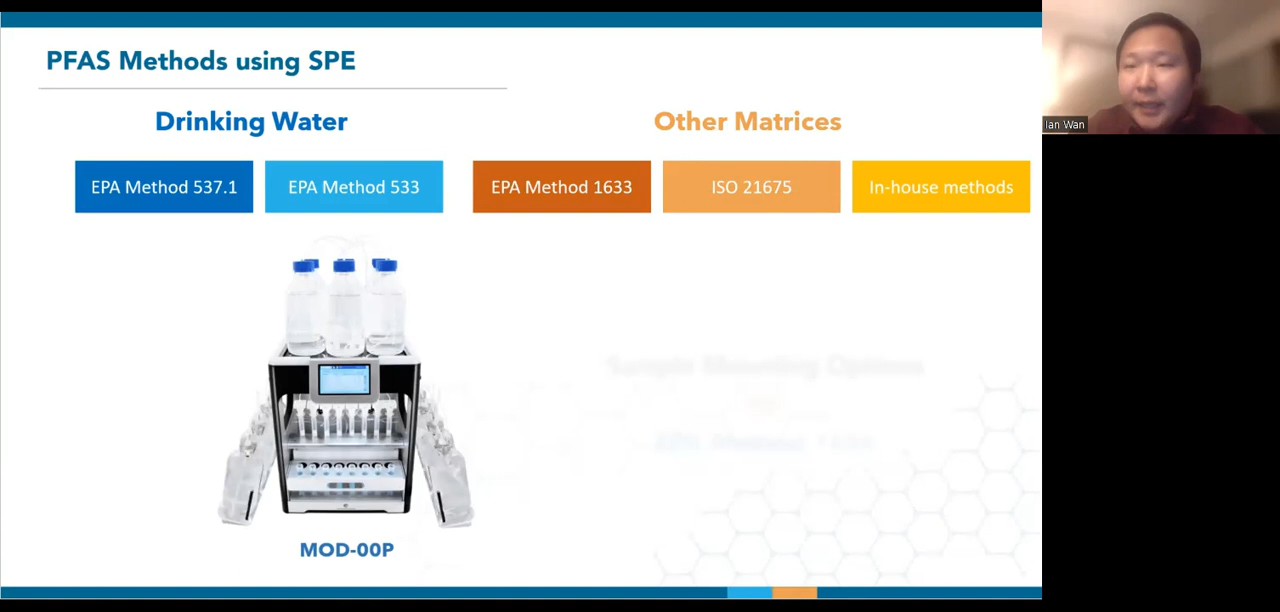 PFAS Methods using SPE
Drinking Water
Other Matrices
EPA Method 537.1
EPA Method 533
EPA Method 1633
ISO 21675
In-house methods
MOD-00P
Ian Wan